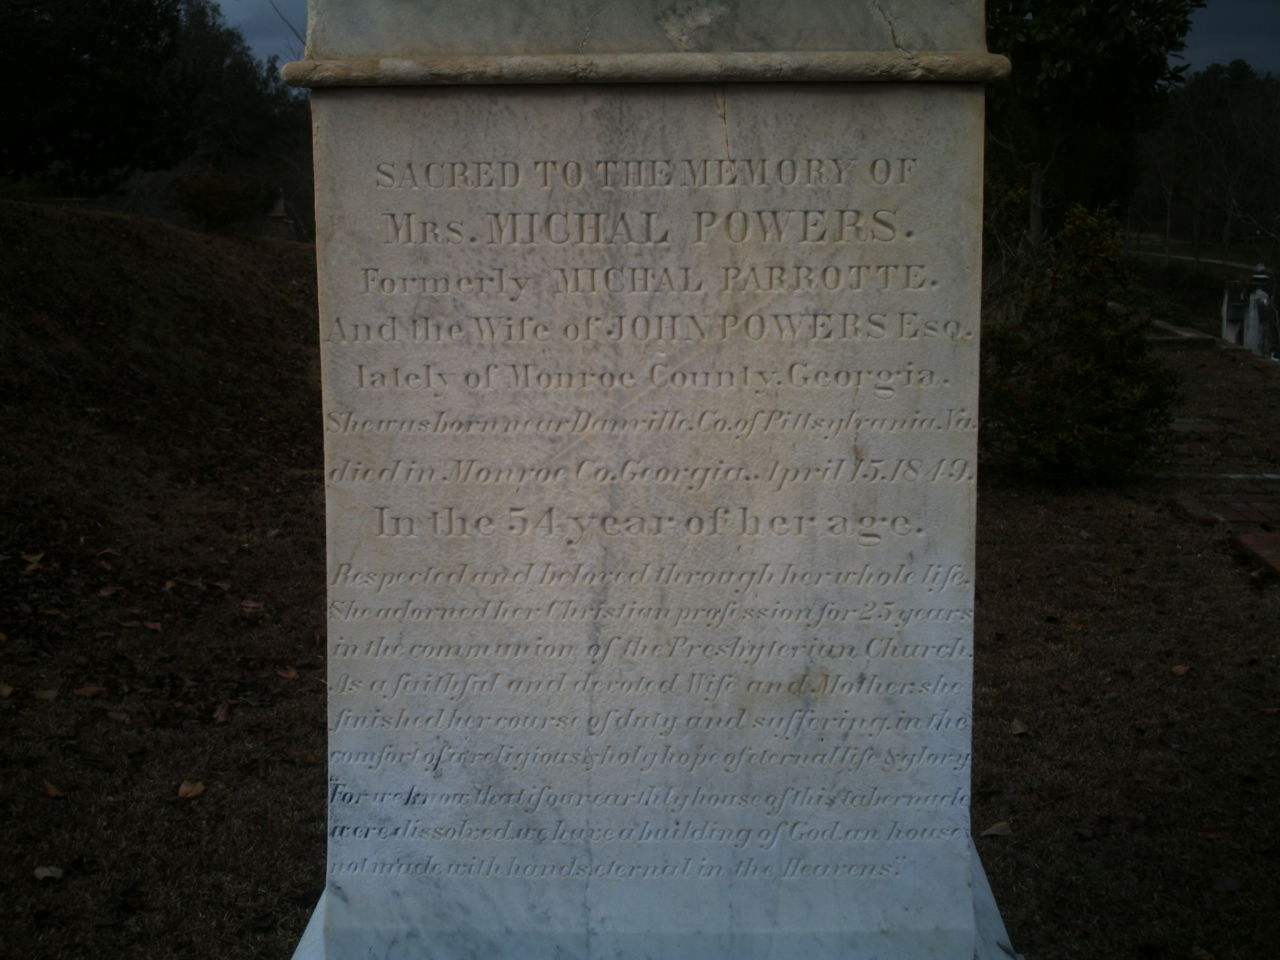 SACRED TO THE MEMORY OF
MRS. MICHAL POWERS.
Formerly MICHAL PARROTTE.
And the Wife of JOHN POWERS ESQ.
lately of Monroe County. Georgia.
She was born near Danville. Co. of Pittsylvania. Va.
died in Monroe Co. Georgia.. April 15. 1849.
In the 54 year of her age.
Respected and beloved through her whole life.
She adorned her Christian profession for 25 years
in the communion of the Presbyterian Church.
As a faithful and devoted Wife and Mother. she
finished her course of duty and suffering. in the
comfort of a religious & holy hope of eternal life & glory.
"For we know that if our earthly house of this tabernacle
were dissolved. we have a building of God. an house
not made with hands. eternal in the Heavens."